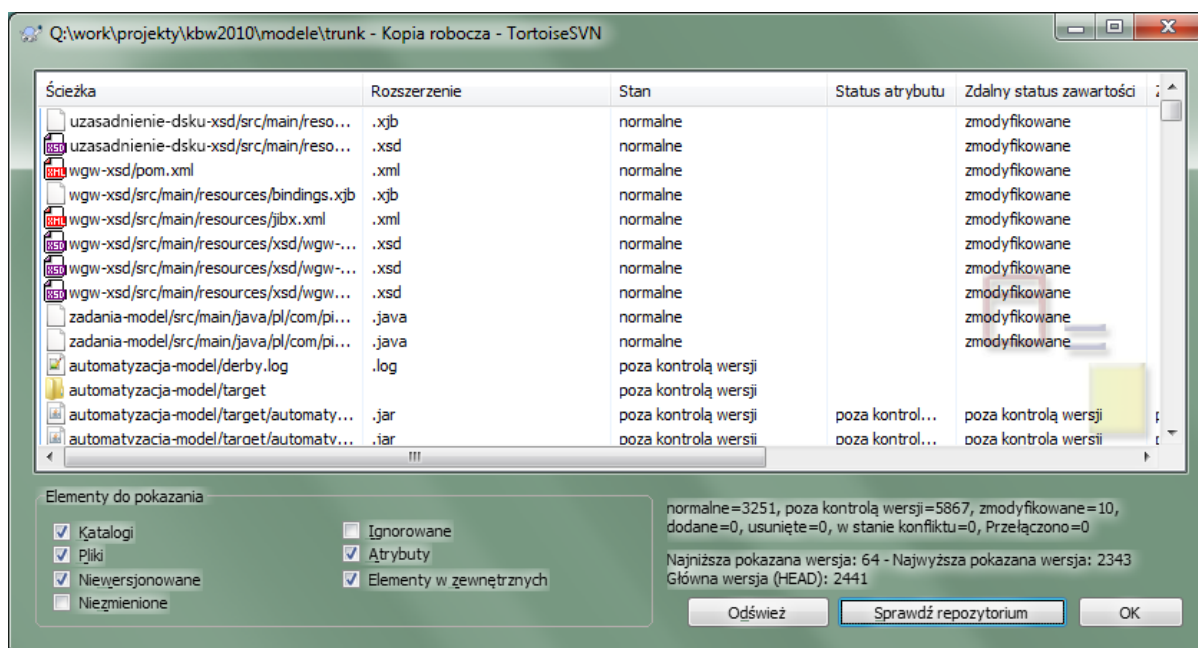 Q:\work\projekty\kbw2010\modele\trunk - Kopia robocza - TortoiseSVN
Ścieżka Rozszerzenie Stan Status atrybutu Zdalny status zawartości
uzasadnienie-dsku-xsd/src/main/reso... .xjb normalne zmodyfikowane
uzasadnienie-dsku-xsd/src/main/reso... .xsd normalne zmodyfikowane
wgw-xsd/pom.xml .xml normalne zmodyfikowane
wgw-xsd/src/main/resources/bindings.xjb .xjb normalne zmodyfikowane
wgw-xsd/src/main/resources/jibx.xml .xml normalne zmodyfikowane
wgw-xsd/src/main/resources/xsd/wgw-... .xsd normalne zmodyfikowane
wgw-xsd/src/main/resources/xsd/wgw-... .xsd normalne zmodyfikowane
wgw-xsd/src/main/resources/xsd/wgw... .xsd normalne zmodyfikowane
zadania-model/src/main/java/pl/com/pi... .java normalne zmodyfikowane
zadania-model/src/main/java/pl/com/pi... .java normalne zmodyfikowane
automatyzacja-model/derby.log .log poza kontrolą wersji
automatyzacja-model/target poza kontrolą wersji
automatyzacja-model/target/automaty... .jar poza kontrolą wersji poza kontrol... poza kontrolą wersji
automatyzacja-model/target/automaty... .jar poza kontrolą wersji poza kontrol... poza kontrolą wersji
Elementy do pokazania
Katalogi Ignorowane
Pliki Atrybuty
Niewersjonowane Elementy w zewnętrznych
Niezmienione
normalne=3251, poza kontrolą wersji=5867, zmodyfikowane=10,
dodane=0, usunięte=0, w stanie konfliktu=0, Przełączono=0
Najniższa pokazana wersja: 64 - Najwyższa pokazana wersja: 2343
Główna wersja (HEAD): 2441
Odśwież Sprawdź repozytorium OK